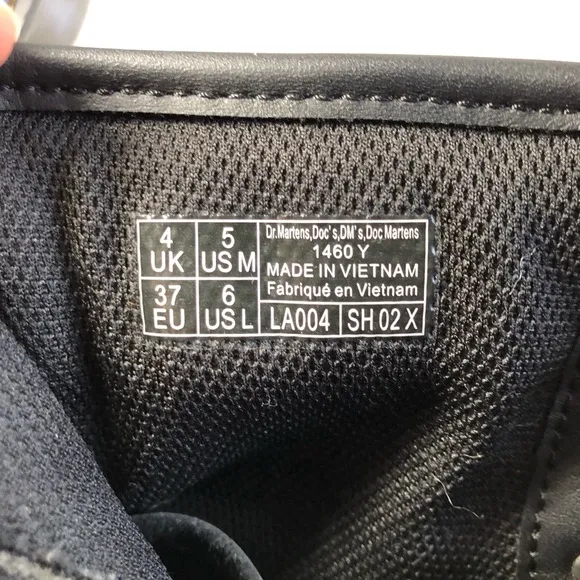 4 UK
5 US M
37 EU
6 US L
Dr.Martens,Doc's,DM's,Doc Martens
1460 Y
MADE IN VIETNAM
Fabriqué en Vietnam
LA004
SH 02 X